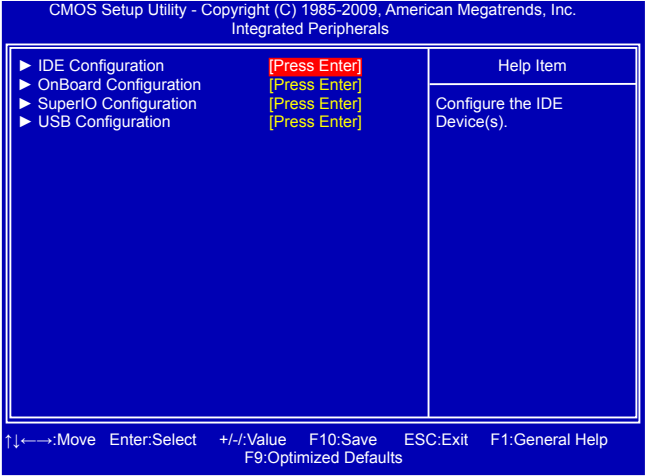 CMOS Setup Utility - Copyright (C) 1985-2009, American Megatrends, Inc.
Integrated Peripherals
► IDE Configuration [Press Enter]
► OnBoard Configuration [Press Enter]
► SuperIO Configuration [Press Enter]
► USB Configuration [Press Enter]
Help Item
Configure the IDE
Device(s).
↑↓←→:Move Enter:Select +/-/:Value F10:Save ESC:Exit F1:General Help
F9:Optimized Defaults